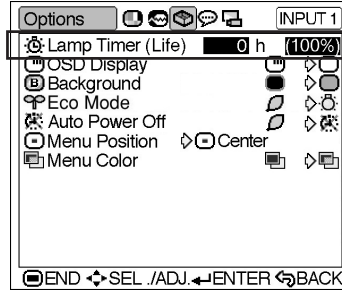 Options INPUT 1
Lamp Timer (Life) 0 h (100%)
OSD Display
B Background
Eco Mode
Auto Power Off
Menu Position Center
Menu Color
END SEL./ADJ. ENTER BACK